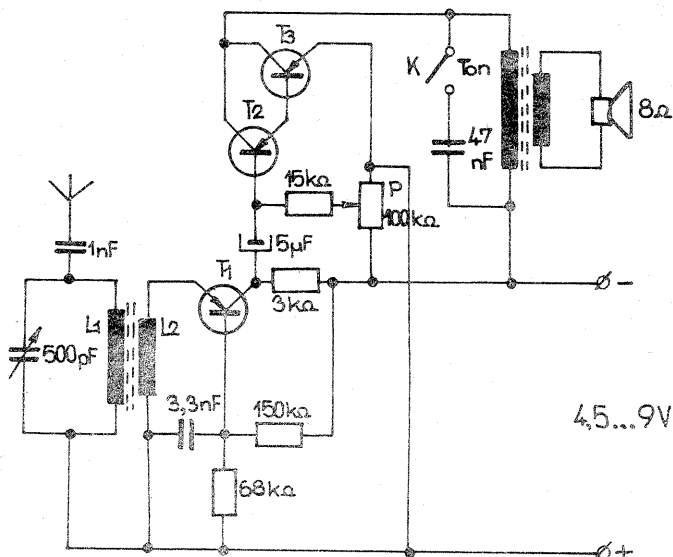 T3
K
Ton
T2
47
nF
8Ω
15kΩ
P
100kΩ
5µF
1nF
T1
3kΩ
–
L1
L2
500pF
3,3nF
150kΩ
4,5...9V
68kΩ
+